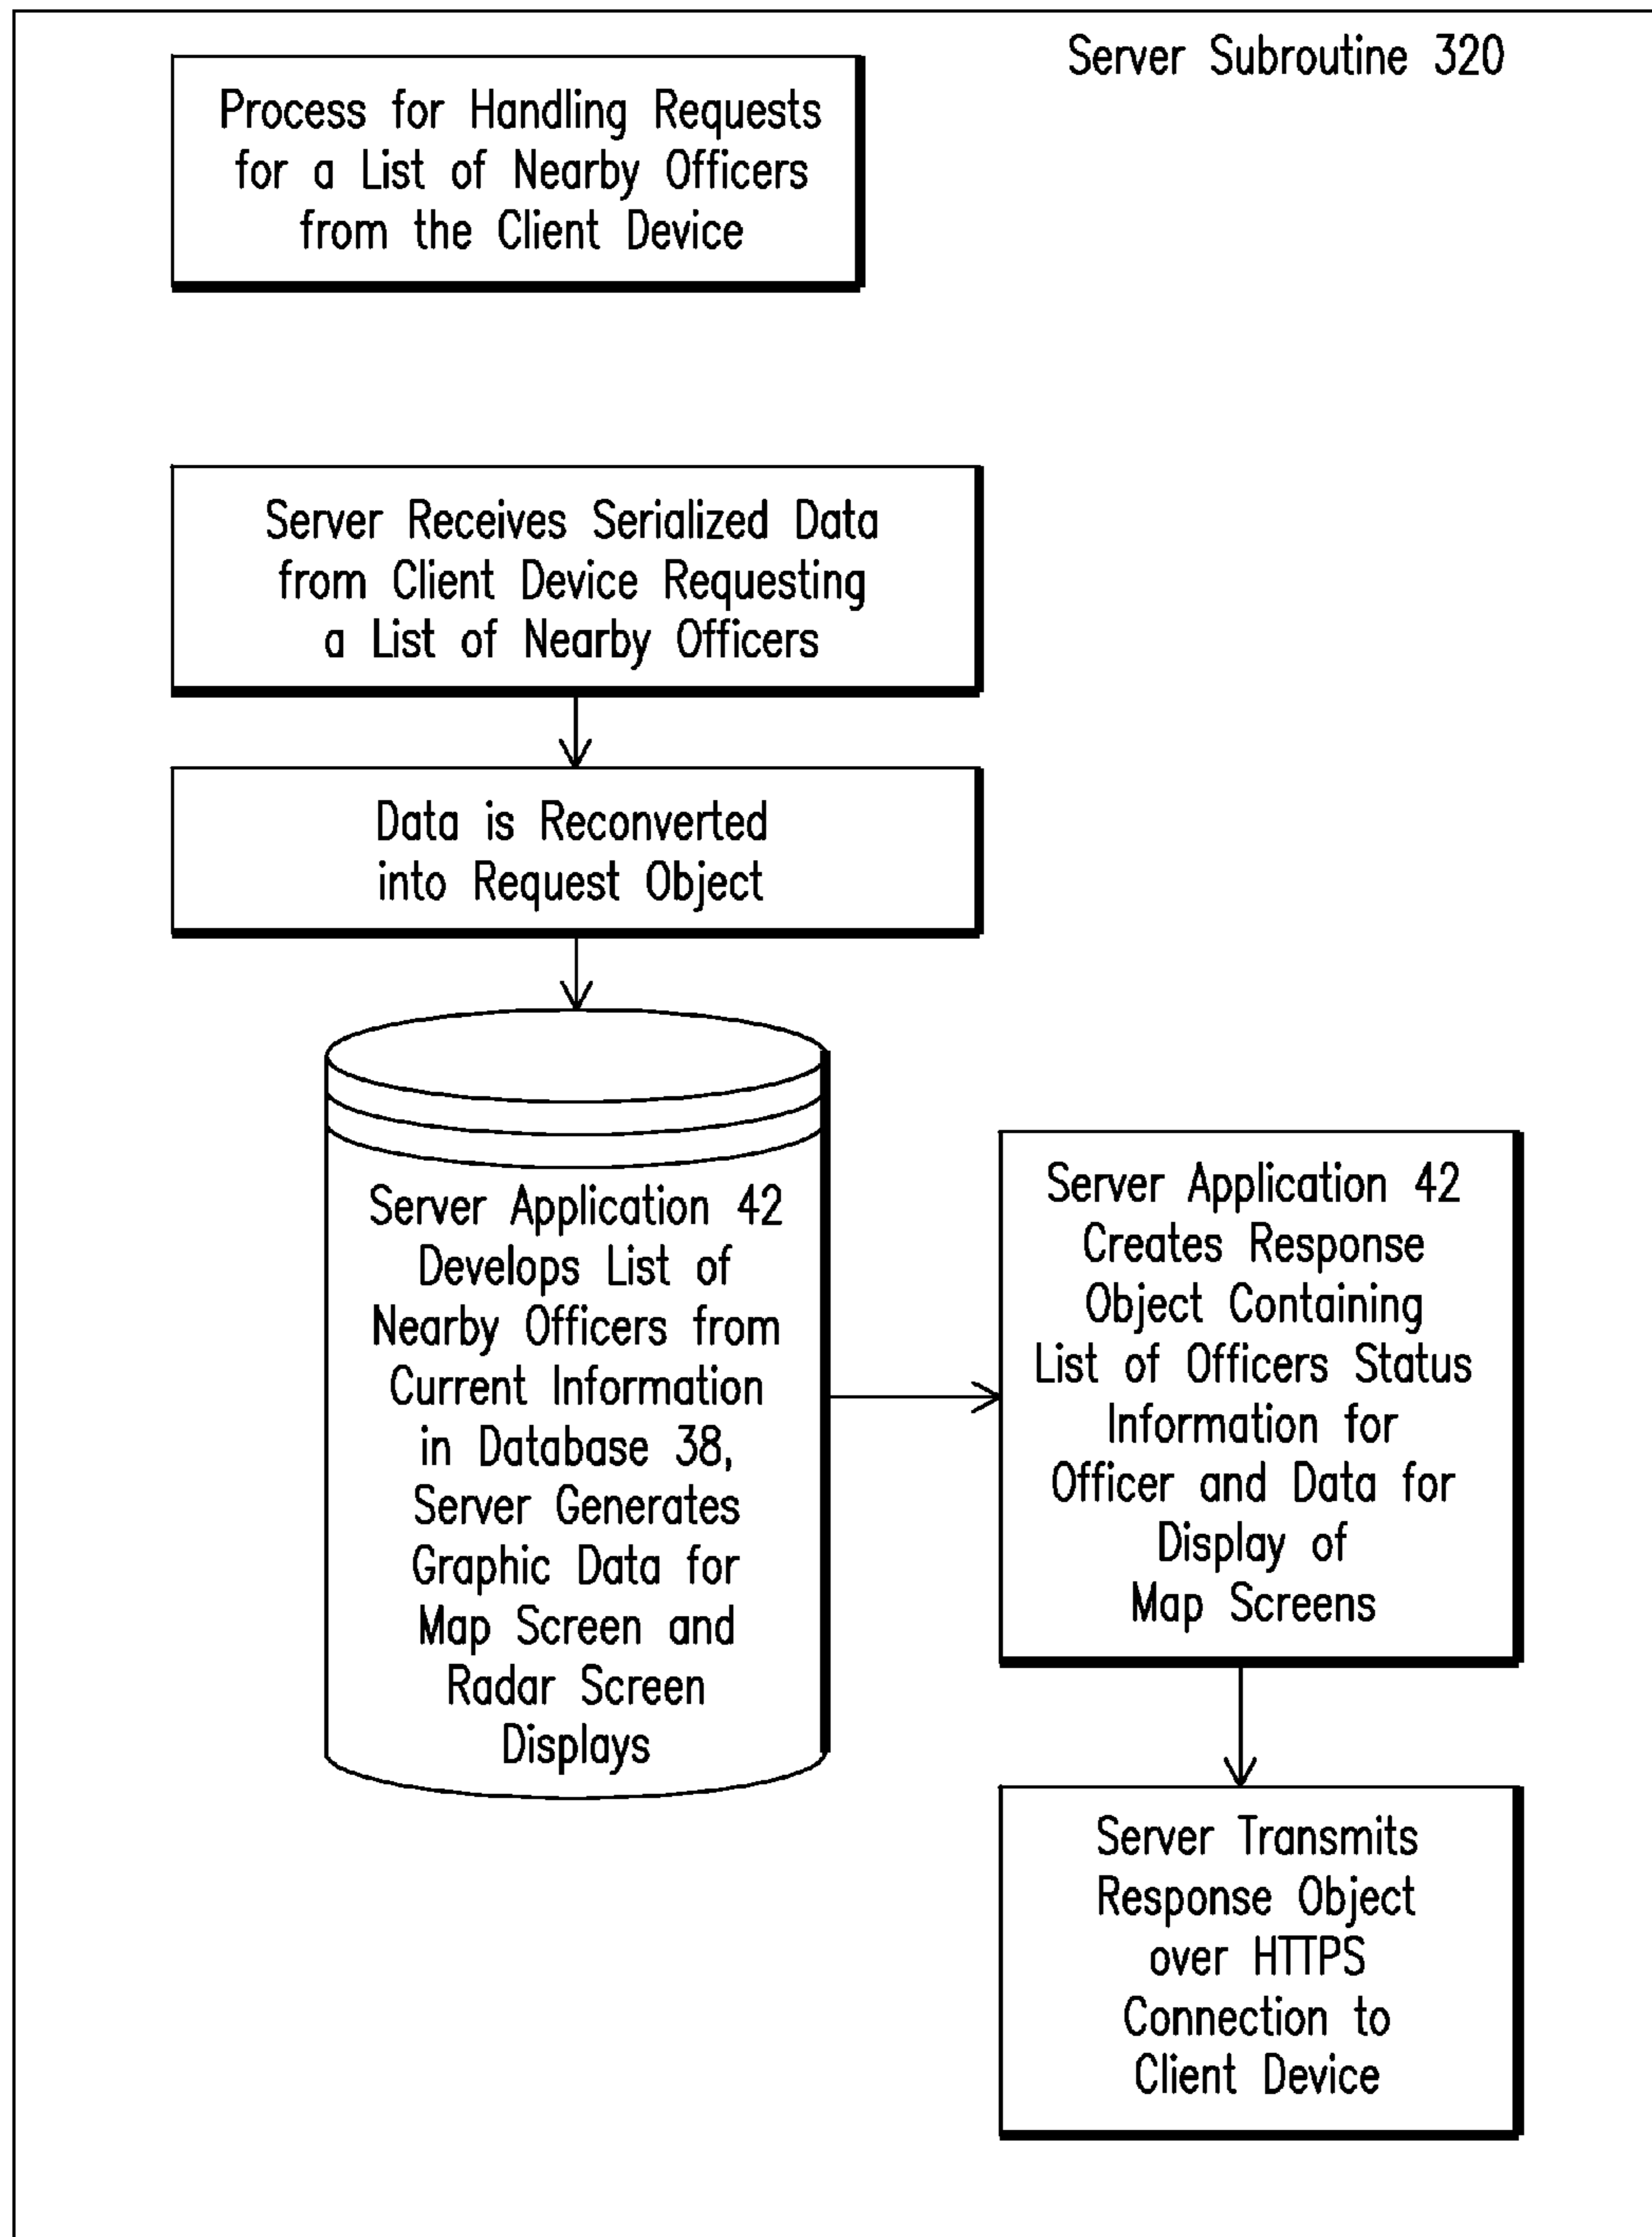 Server Subroutine 320
Process for Handling Requests
for a List of Nearby Officers
from the Client Device
Server Receives Serialized Data
from Client Device Requesting
a List of Nearby Officers
Data is Reconverted
into Request Object
Server Application 42
Develops List of
Nearby Officers from
Current Information
in Database 38,
Server Generates
Graphic Data for
Map Screen and
Radar Screen
Displays
Server Application 42
Creates Response
Object Containing
List of Officers Status
Information for
Officer and Data for
Display of
Map Screens
Server Transmits
Response Object
over HTTPS
Connection to
Client Device